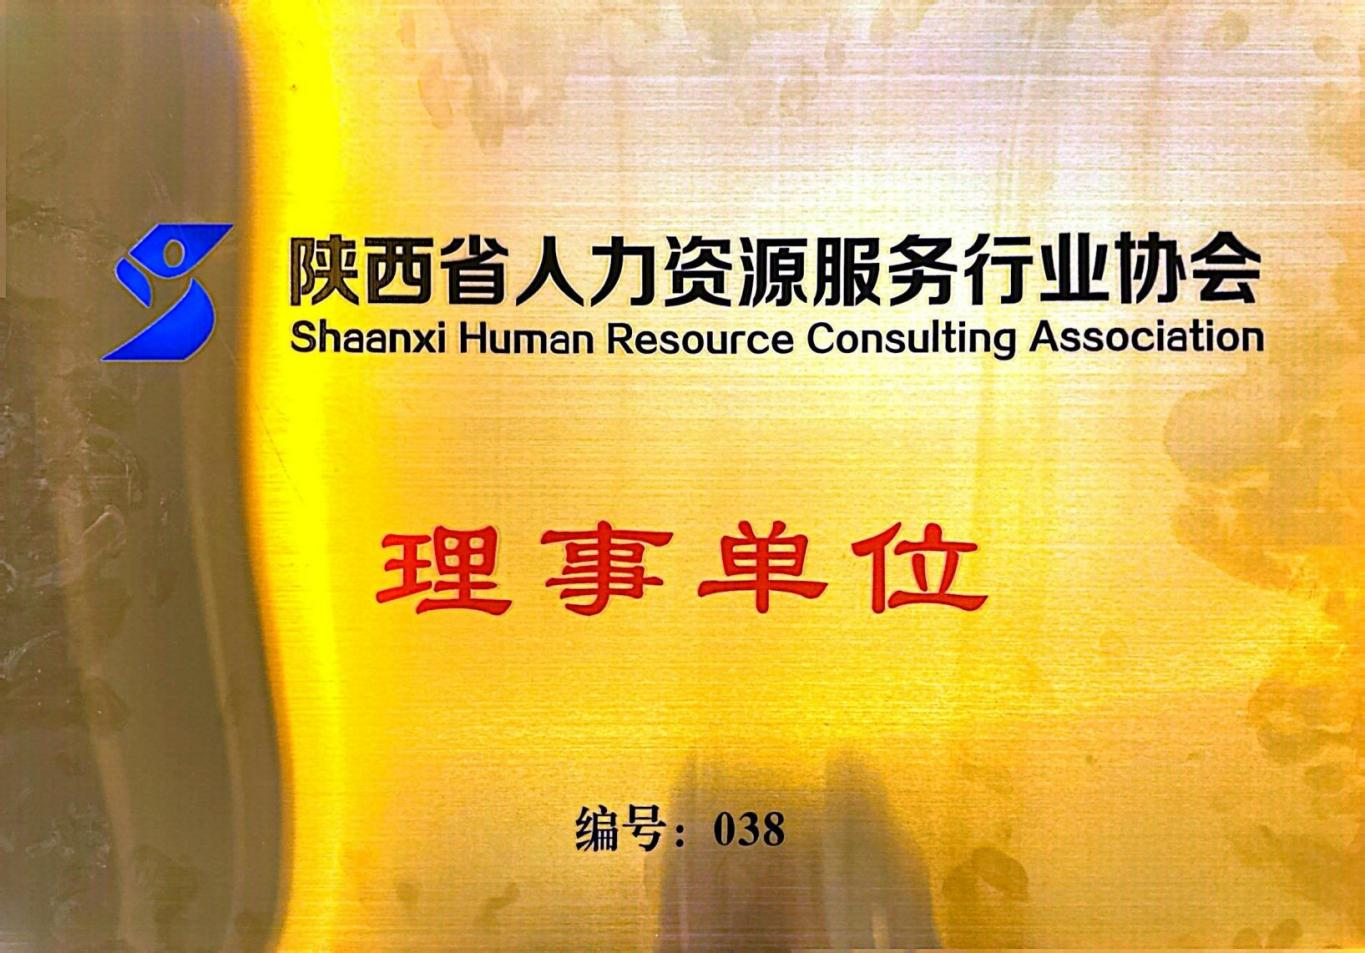 陕西省人力资源服务行业协会
Shaanxi Human Resource Consulting Association
理事单位
编号：038